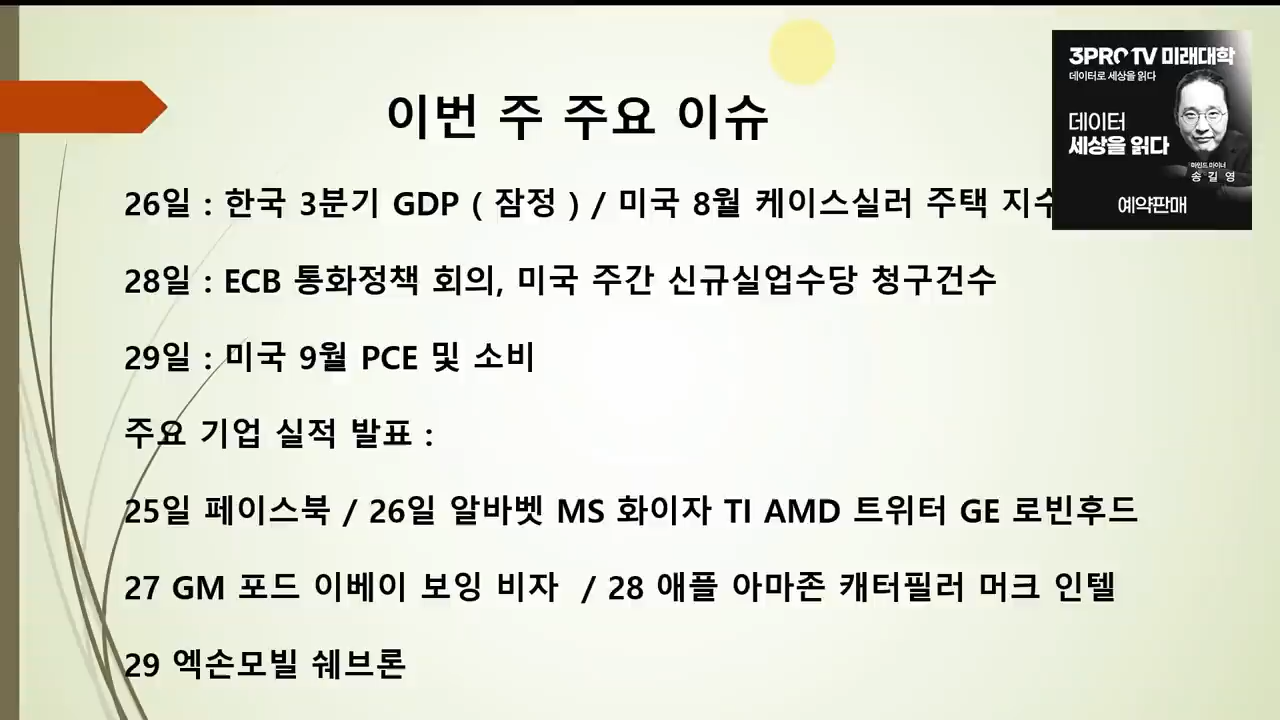 이번 주 주요 이슈
26일 : 한국 3분기 GDP ( 잠정 ) / 미국 8월 케이스실러 주택 지수
28일 : ECB 통화정책 회의, 미국 주간 신규실업수당 청구건수
29일 : 미국 9월 PCE 및 소비
주요 기업 실적 발표 :
25일 페이스북 / 26일 알바벳 MS 화이자 TI AMD 트위터 GE 로빈후드
27 GM 포드 이베이 보잉 비자 / 28 애플 아마존 캐터필러 머크 인텔
29 엑손모빌 쉐브론
3PRO TV 미래대학
데이터로 세상을 읽다
데이터
세상을 읽다
마인드 마이너
송 길 영
예약판매